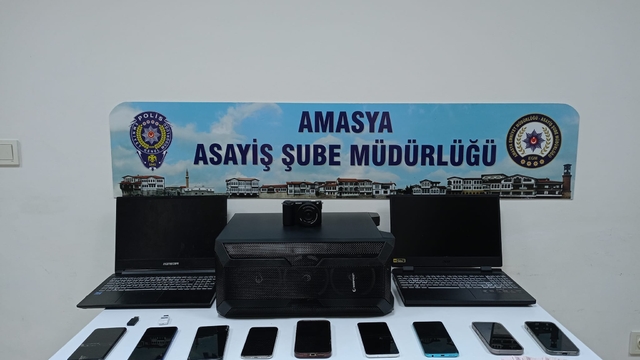 AMASYA
ASAYİŞ ŞUBE MÜDÜRLÜĞÜ
POLİS